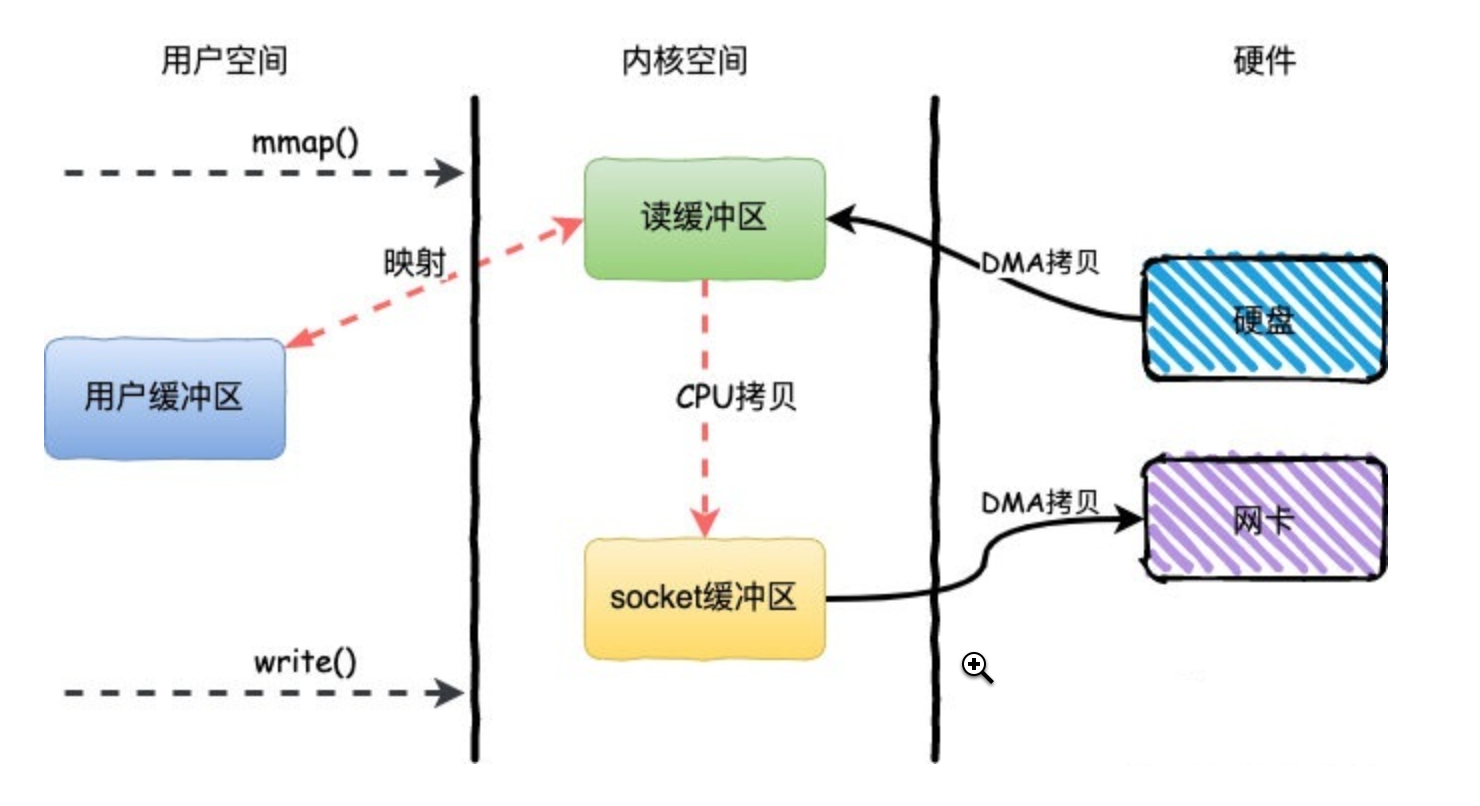 用户空间
内核空间
硬件
mmap()
读缓冲区
映射
DMA拷贝
硬盘
用户缓冲区
CPU拷贝
DMA拷贝
网卡
socket缓冲区
write()